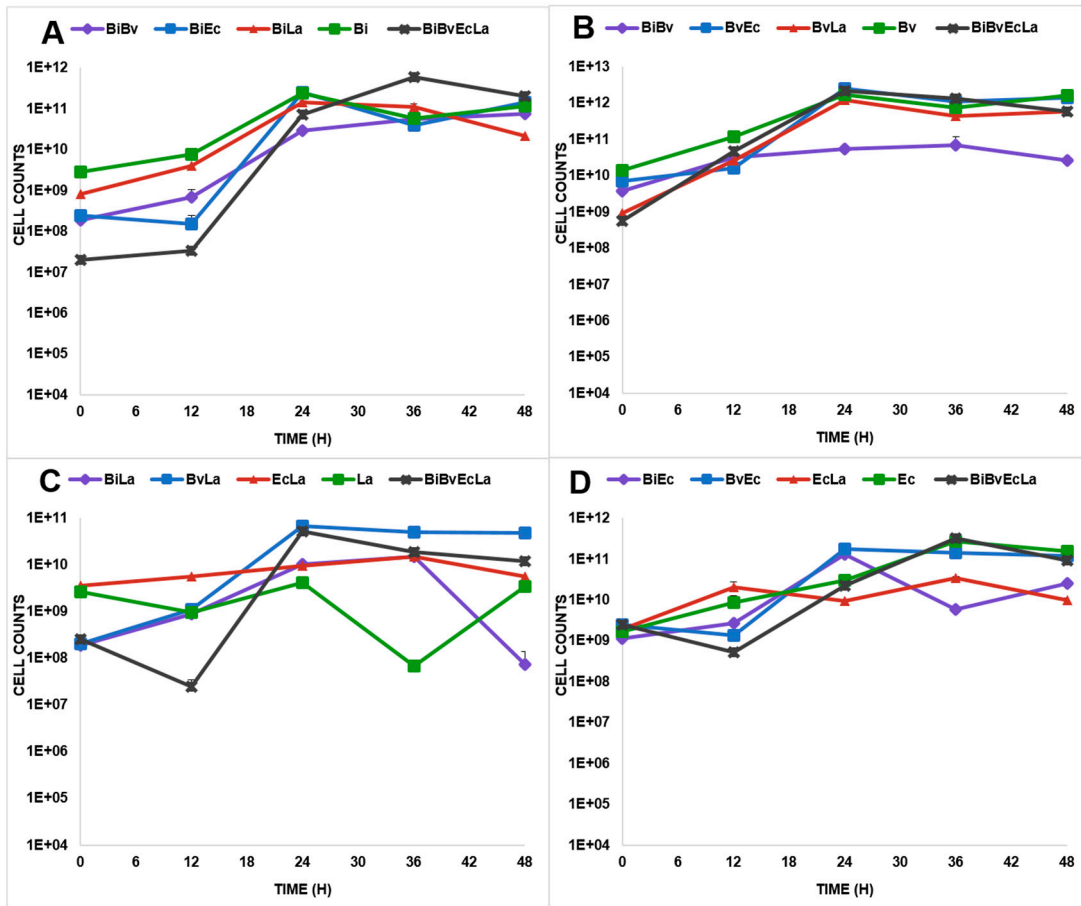 A
BiBv BiEc BiLa Bi BiBvEcLa
1E+12
1E+11
1E+10
1E+09
1E+08
1E+07
1E+06
1E+05
1E+04
CELL COUNTS
0 6 12 18 24 30 36 42 48
TIME (H)
B
BiBv BvEc BvLa Bv BiBvEcLa
1E+13
1E+12
1E+11
1E+10
1E+09
1E+08
1E+07
1E+06
1E+05
1E+04
CELL COUNTS
0 6 12 18 24 30 36 42 48
TIME (H)
C
BiLa BvLa EcLa La BiBvEcLa
1E+11
1E+10
1E+09
1E+08
1E+07
1E+06
1E+05
1E+04
CELL COUNTS
0 6 12 18 24 30 36 42 48
TIME (H)
D
BiEc BvEc EcLa Ec BiBvEcLa
1E+12
1E+11
1E+10
1E+09
1E+08
1E+07
1E+06
1E+05
1E+04
CELL COUNTS
0 6 12 18 24 30 36 42 48
TIME (H)